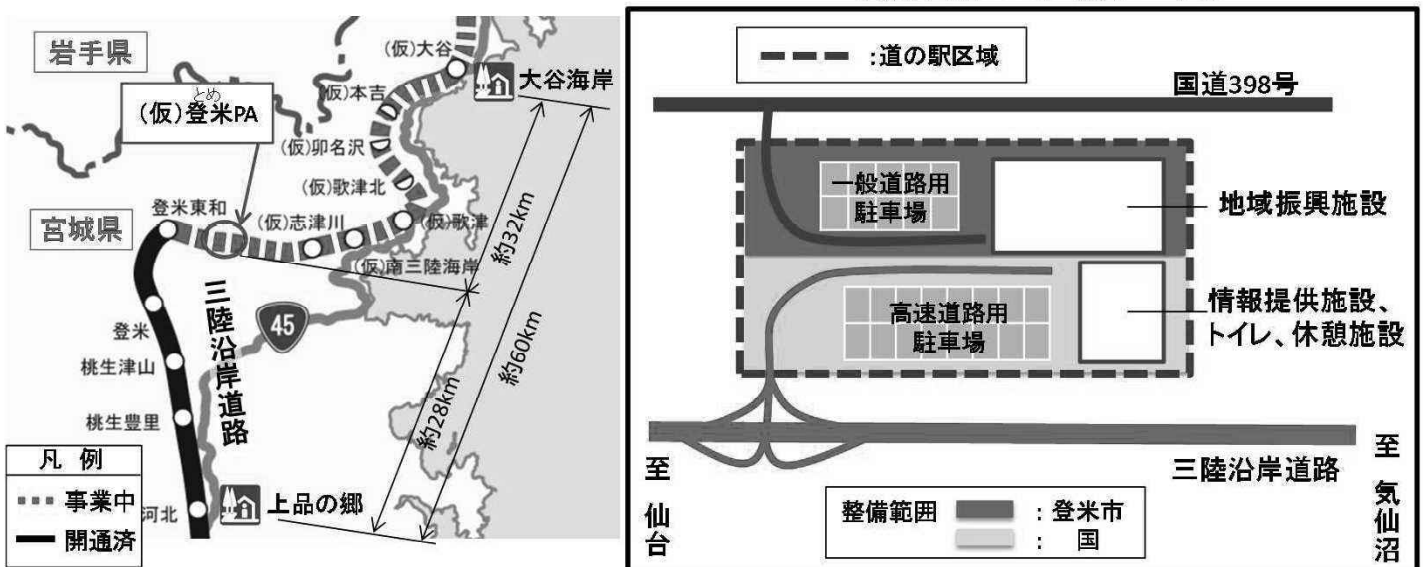 岩手県
(仮)大谷
大谷海岸
とめ
(仮)登米PA
(仮)本吉
(仮)卯名沢
(仮)歌津北
宮城県
登米東和
(仮)志津川
(仮)歌津
(仮)南三陸海岸
約32km
約60km
約28km
三陸沿岸道路
45
登米
桃生津山
桃生豊里
河北
上品の郷
凡 例
事業中
開通済
:道の駅区域
国道398号
一般道路用
駐車場
地域振興施設
高速道路用
駐車場
情報提供施設、
トイレ、休憩施設
三陸沿岸道路
至 仙台
至 気仙沼
整備範囲
: 登米市
: 国